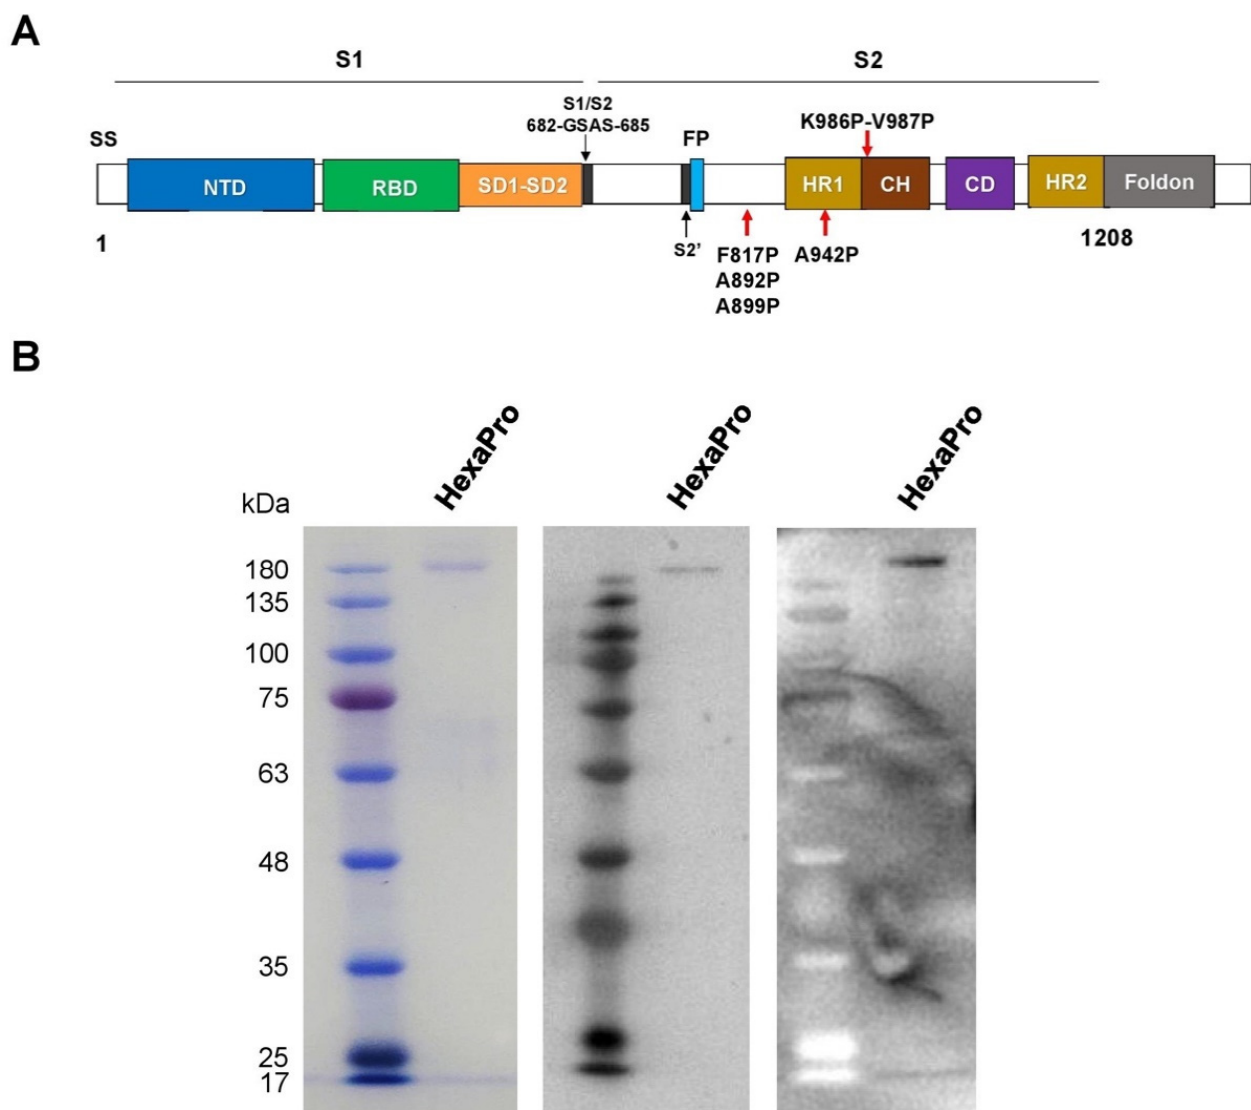 A
S1
S2
S1/S2
682-GSAS-685
K986P-V987P
SS
FP
NTD
RBD
SD1-SD2
HR1
CH
CD
HR2
Foldon
1
S2’
F817P
A892P
A899P
A942P
1208
B
HexaPro
HexaPro
HexaPro
kDa
180
135
100
75
63
48
35
25
17